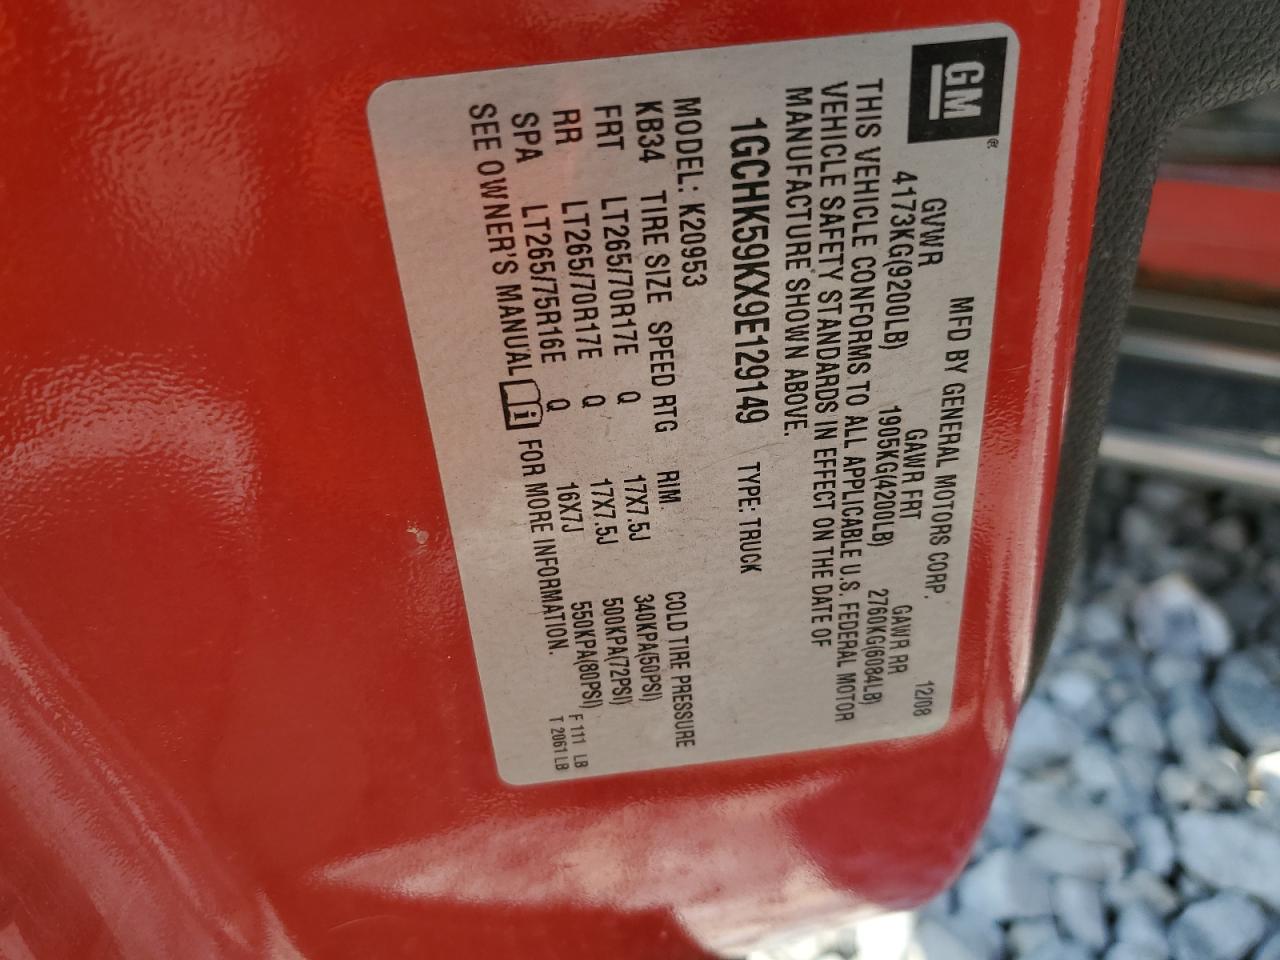 GM®
MFD BY GENERAL MOTORS CORP. 12/08
GVWR GAWR FRT GAWR RR
4173KG(9200LB) 1905KG(4200LB) 2760KG(6084LB)
THIS VEHICLE CONFORMS TO ALL APPLICABLE U.S. FEDERAL MOTOR
VEHICLE SAFETY STANDARDS IN EFFECT ON THE DATE OF
MANUFACTURE SHOWN ABOVE.
1GCHK59KX9E129149 TYPE: TRUCK
MODEL: K20953
KB34 TIRE SIZE SPEED RTG RIM COLD TIRE PRESSURE
FRT LT265/70R17E Q 17X7.5J 340KPA(50PSI)
RR LT265/70R17E Q 17X7.5J 500KPA(72PSI)
SPA LT265/75R16E Q 16X7J 550KPA(80PSI)
SEE OWNER'S MANUAL i FOR MORE INFORMATION.
F 111 LB
T 2061 LB